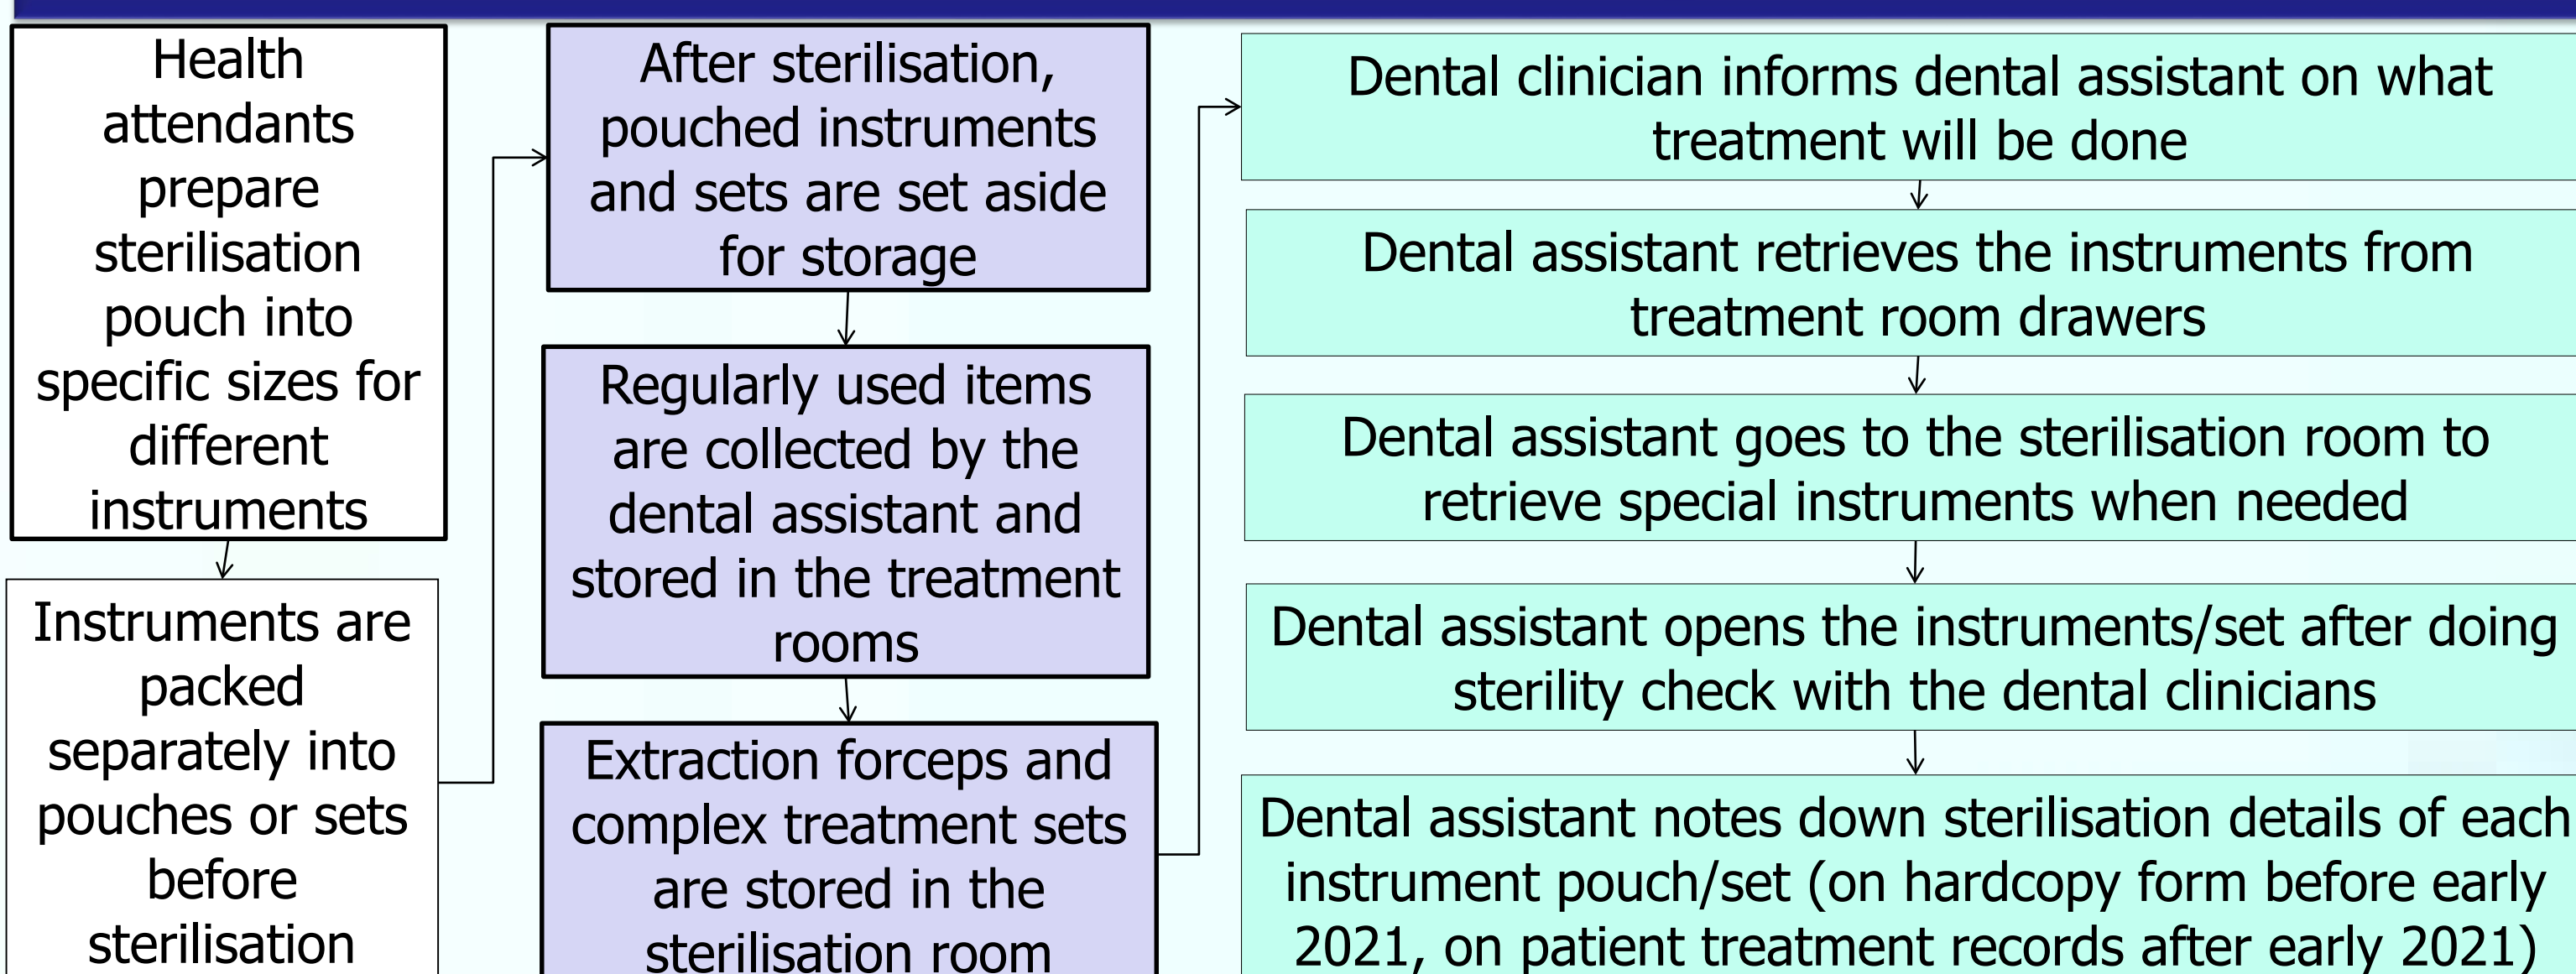 Health
attendants
prepare
sterilisation
pouch into
specific sizes for
different
instruments
Instruments are
packed
separately into
pouches or sets
before
sterilisation
After sterilisation,
pouched instruments
and sets are set aside
for storage
Regularly used items
are collected by the
dental assistant and
stored in the treatment
rooms
Extraction forceps and
complex treatment sets
are stored in the
sterilisation room
Dental clinician informs dental assistant on what
treatment will be done
Dental assistant retrieves the instruments from
treatment room drawers
Dental assistant goes to the sterilisation room to
retrieve special instruments when needed
Dental assistant opens the instruments/set after doing
sterility check with the dental clinicians
Dental assistant notes down sterilisation details of each
instrument pouch/set (on hardcopy form before early
2021, on patient treatment records after early 2021)